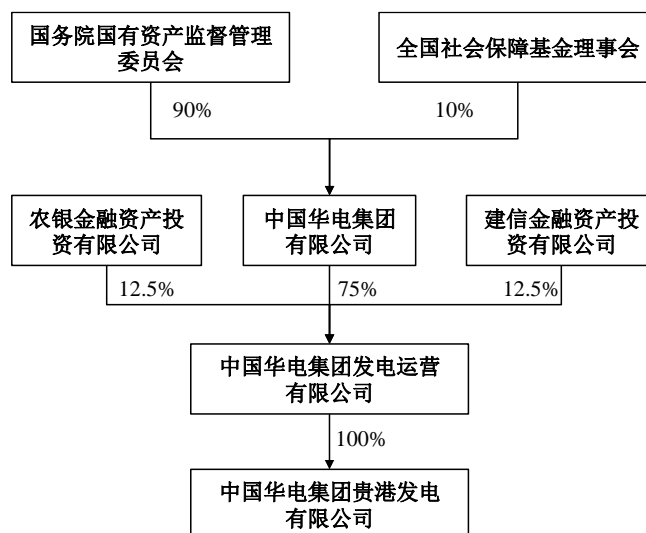 国务院国有资产监督管理
委员会
全国社会保障基金理事会
90%
10%
农银金融资产投
资有限公司
中国华电集团
有限公司
建信金融资产投
资有限公司
12.5%
75%
12.5%
中国华电集团发电运营
有限公司
100%
中国华电集团贵港发电
有限公司